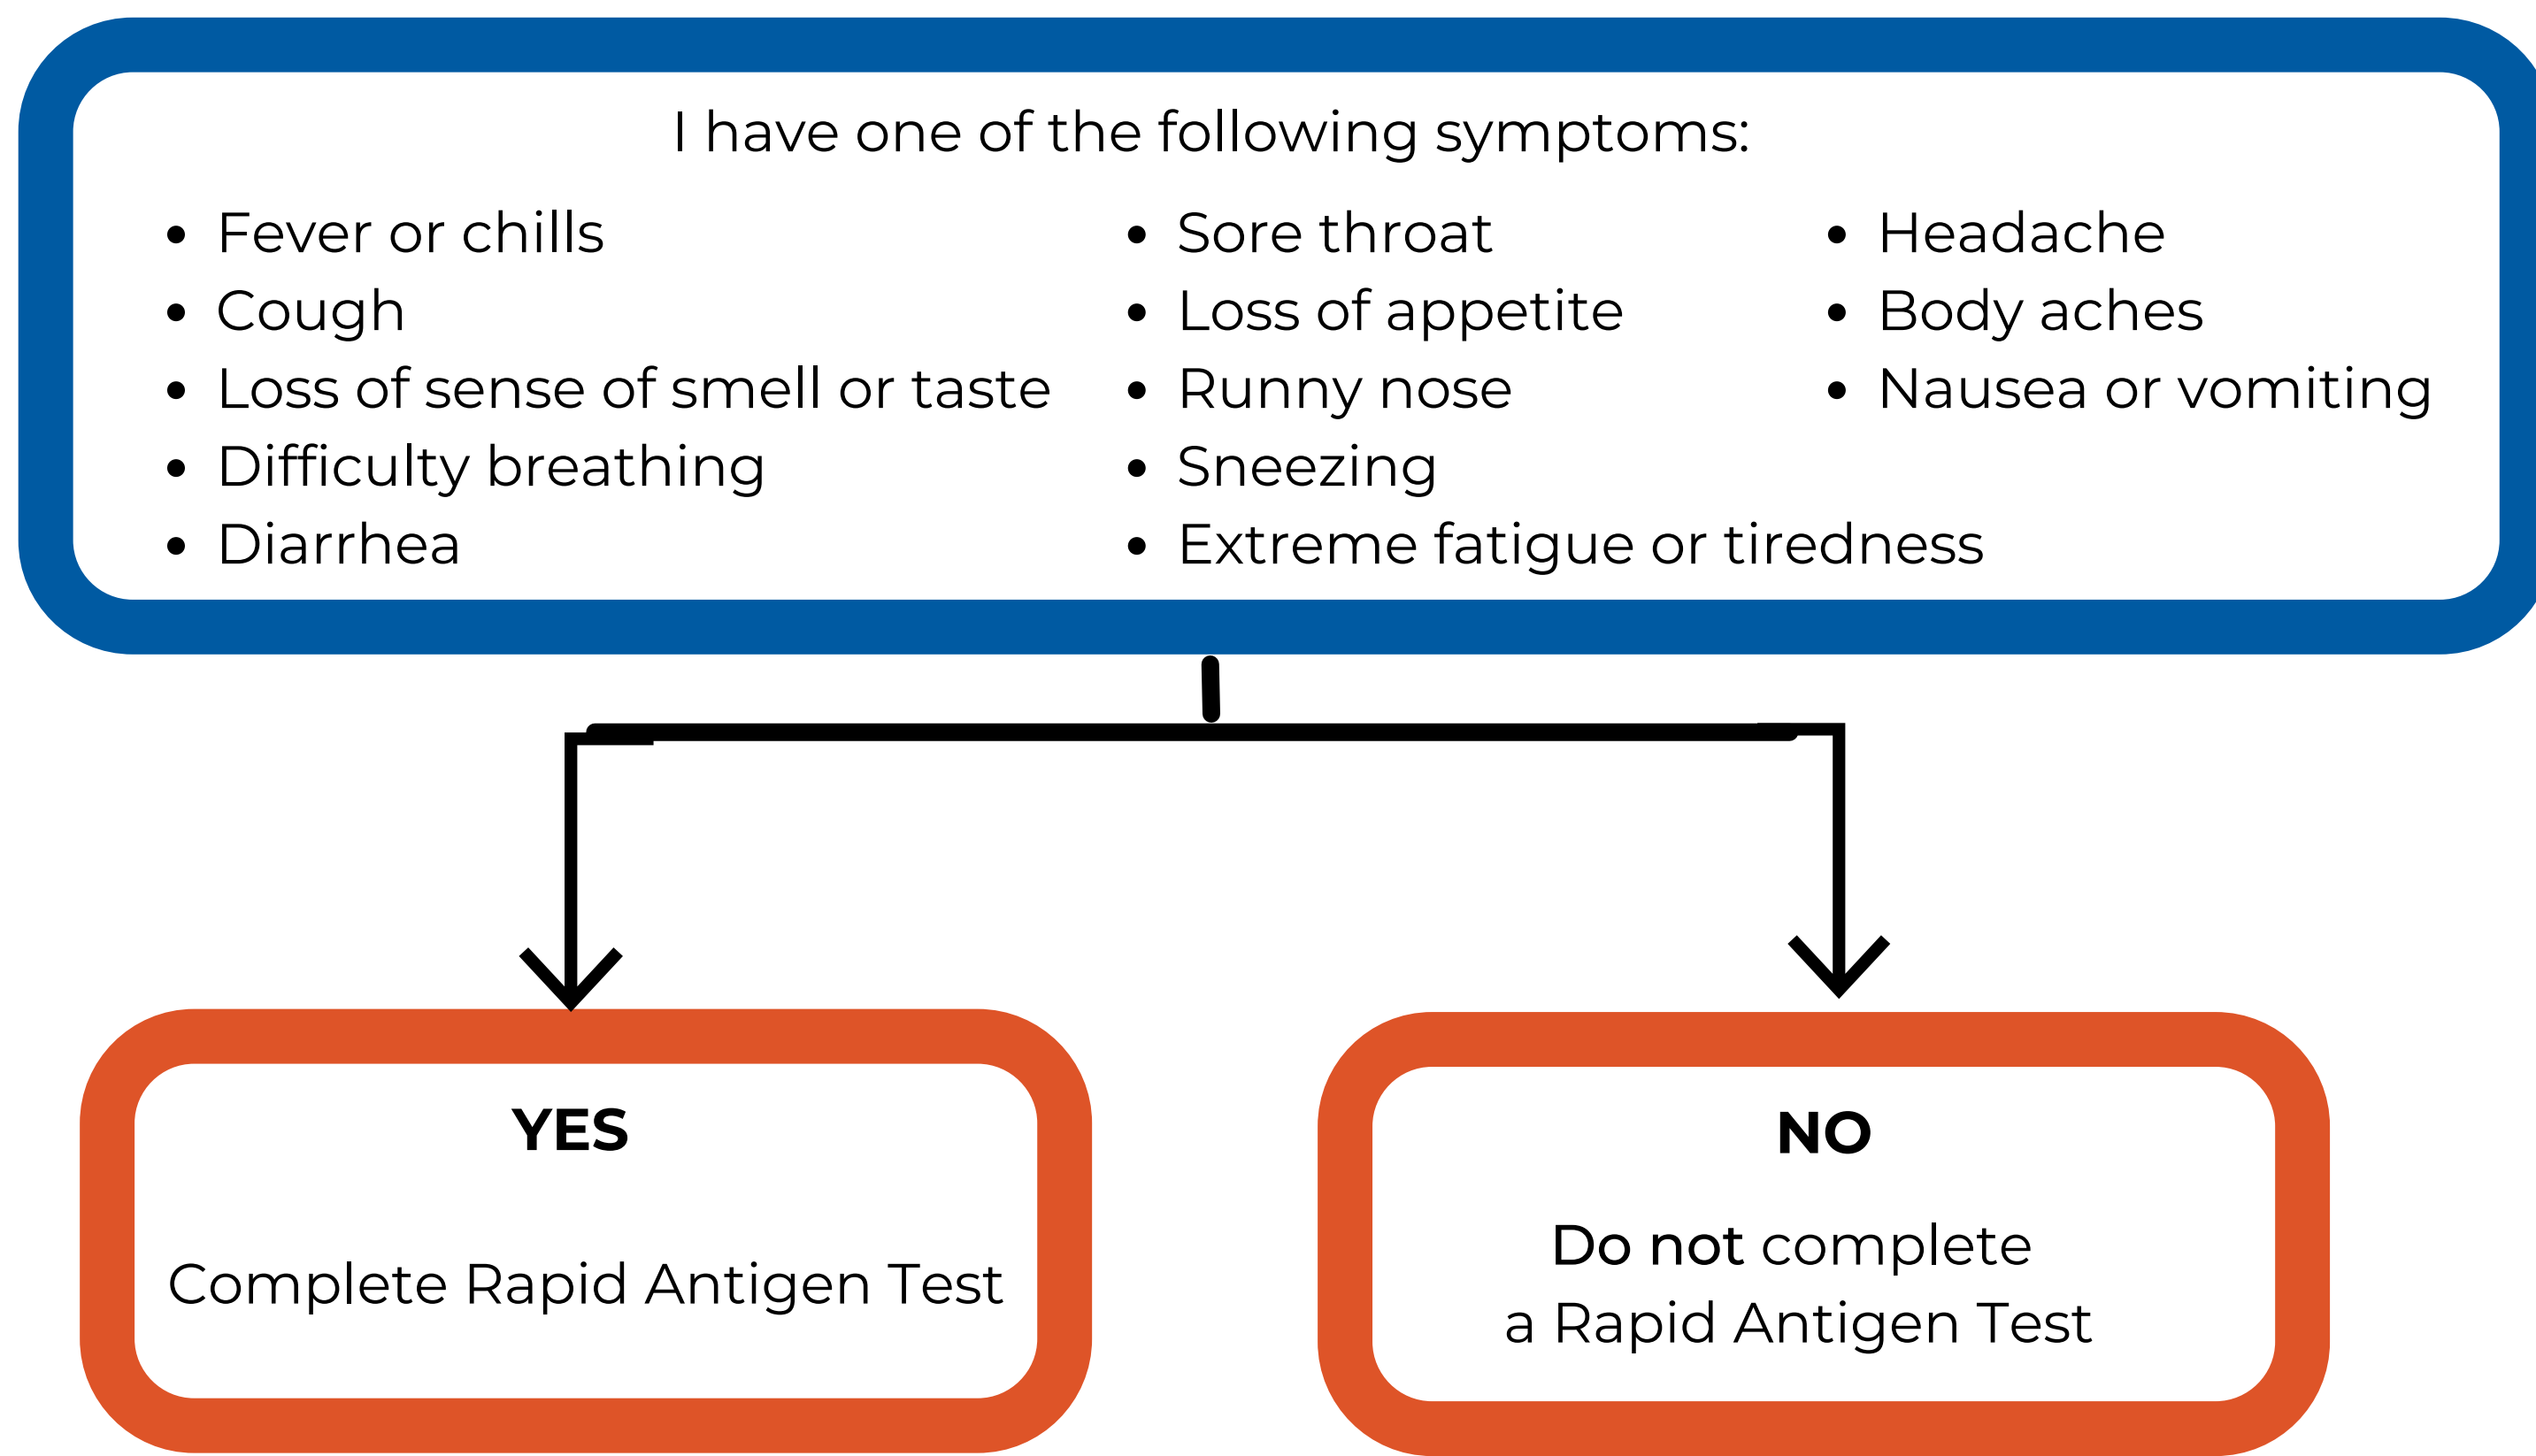 I have one of the following symptoms:
Fever or chills
Cough
Loss of sense of smell or taste
Difficulty breathing
Diarrhea
Sore throat
Loss of appetite
Runny nose
Sneezing
Extreme fatigue or tiredness
Headache
Body aches
Nausea or vomiting
YES
Complete Rapid Antigen Test
NO
Do not complete
a Rapid Antigen Test